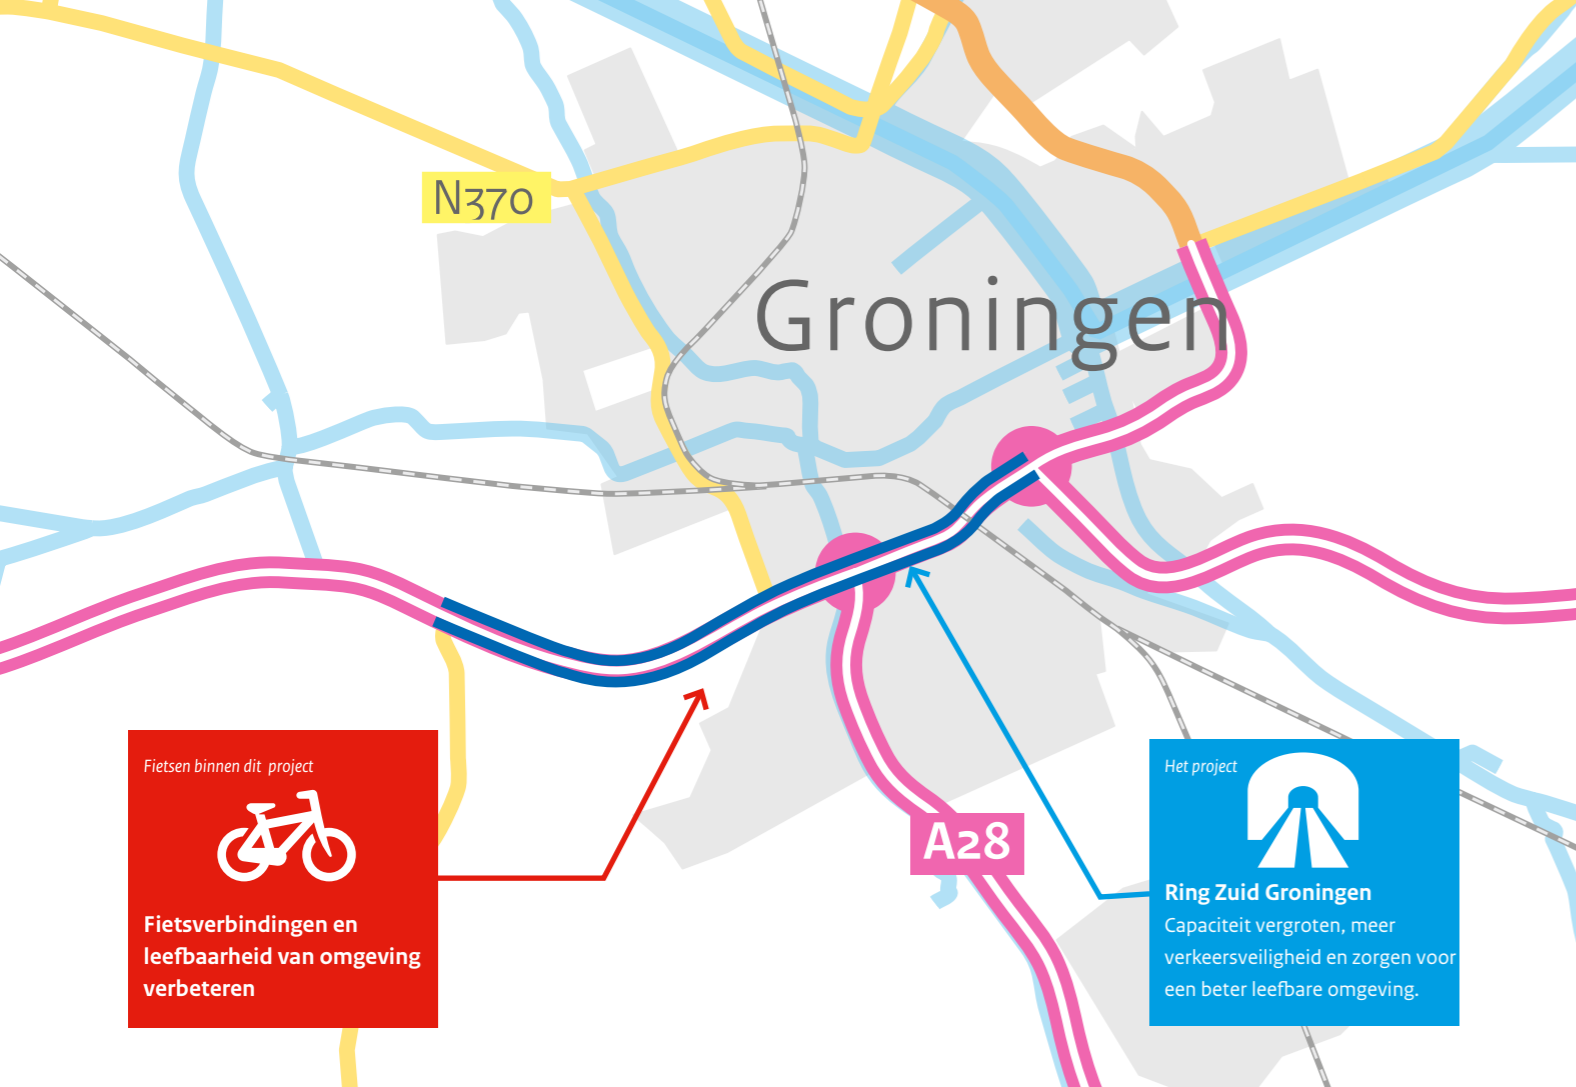 N370
Groningen
A28
Fietsen binnen dit project
Fietsverbindingen en
leefbaarheid van omgeving
verbeteren
Het project
Ring Zuid Groningen
Capaciteit vergroten, meer
verkeersveiligheid en zorgen voor
een beter leefbare omgeving.